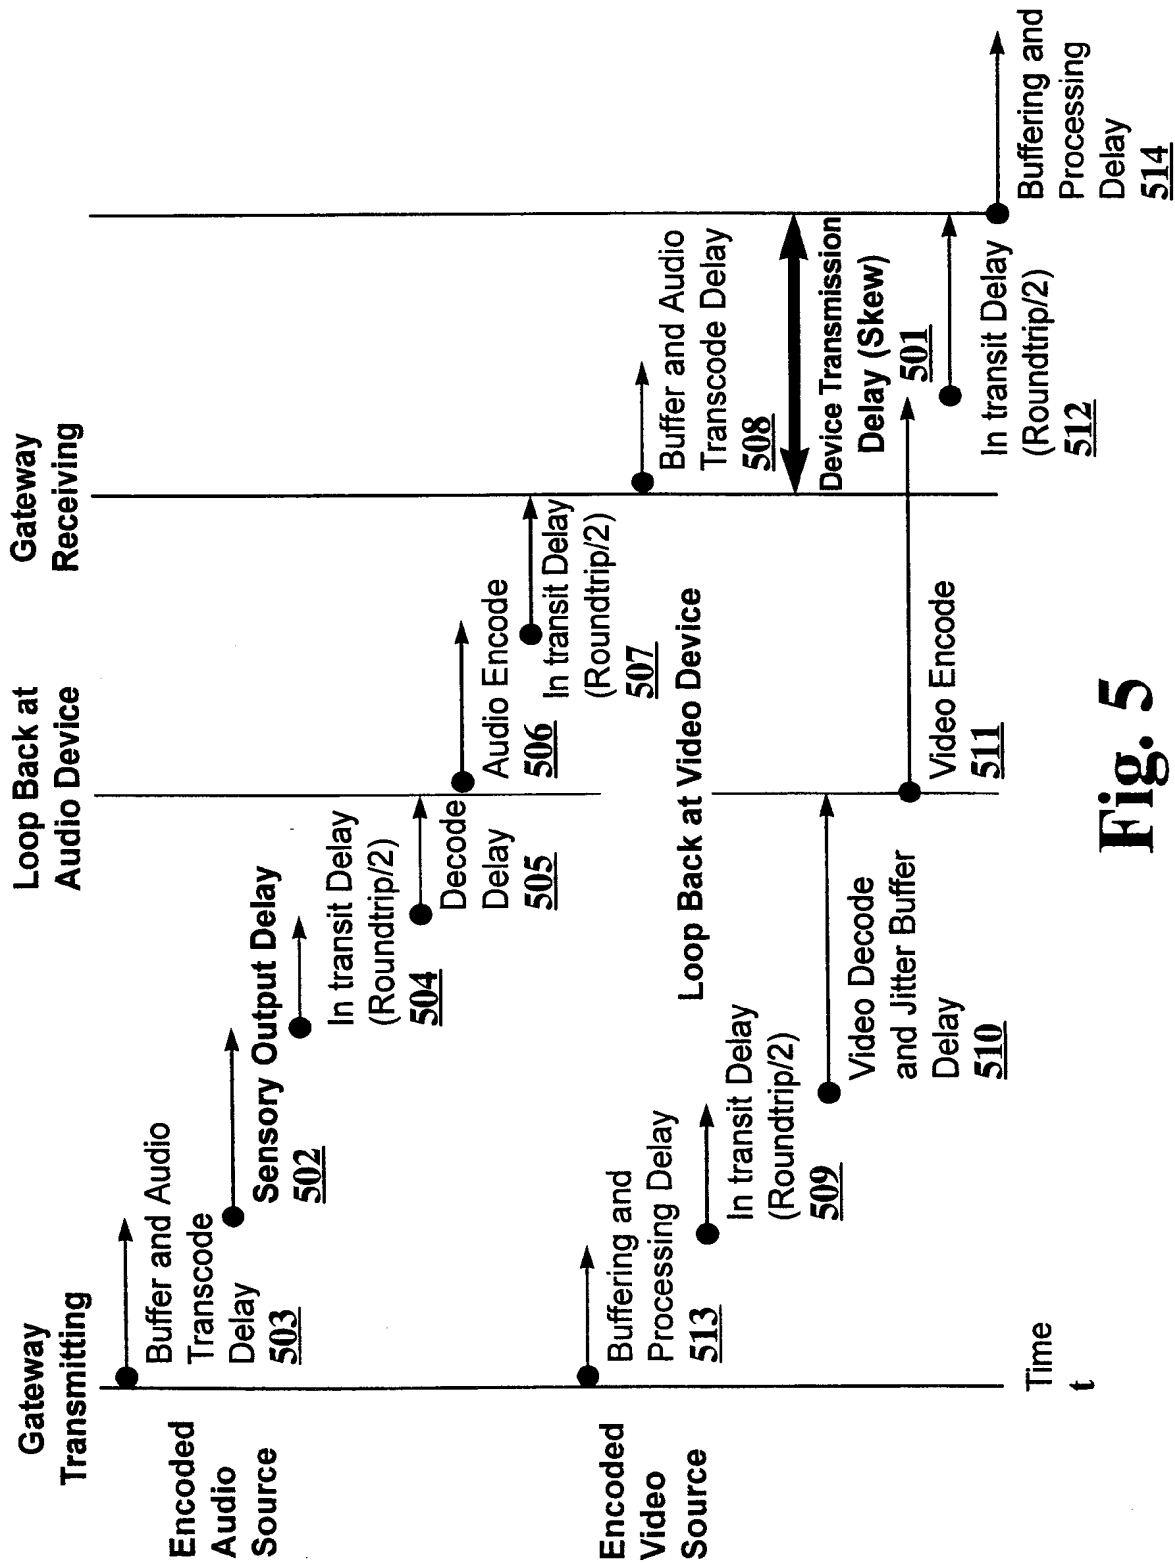 Gateway
Transmitting
Loop Back at
Audio Device
Gateway
Receiving
Encoded
Audio
Source
Buffer and Audio
Transcode
Delay
503
Sensory Output Delay
502
In transit Delay
(Roundtrip/2)
504
Decode
Delay
505
Audio Encode
506
In transit Delay
(Roundtrip/2)
507
Buffer and Audio
Transcode Delay
508
Device Transmission
Delay (Skew)
501
Encoded
Video
Source
Buffering and
Processing Delay
513
In transit Delay
(Roundtrip/2)
509
Loop Back at Video Device
Video Decode
and Jitter Buffer
Delay
510
Video Encode
511
In transit Delay
(Roundtrip/2)
512
Buffering and
Processing
Delay
514
Time
t
Fig. 5